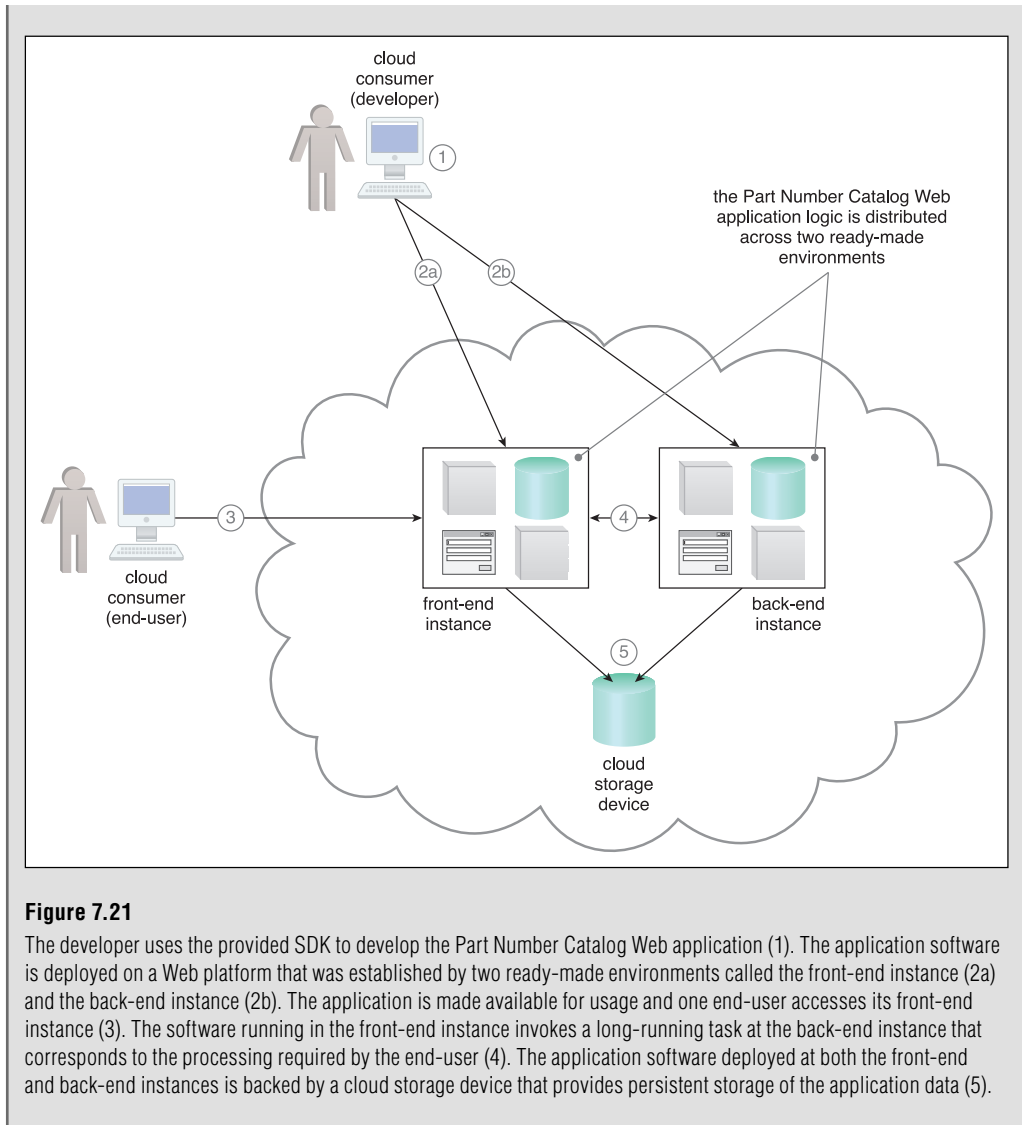 cloud
consumer
(developer)
1
the Part Number Catalog Web
application logic is distributed
across two ready-made
environments
2a
2b
3
4
cloud
consumer
(end-user)
front-end
instance
back-end
instance
5
cloud
storage
device
Figure 7.21
The developer uses the provided SDK to develop the Part Number Catalog Web application (1). The application software
is deployed on a Web platform that was established by two ready-made environments called the front-end instance (2a)
and the back-end instance (2b). The application is made available for usage and one end-user accesses its front-end
instance (3). The software running in the front-end instance invokes a long-running task at the back-end instance that
corresponds to the processing required by the end-user (4). The application software deployed at both the front-end
and back-end instances is backed by a cloud storage device that provides persistent storage of the application data (5).